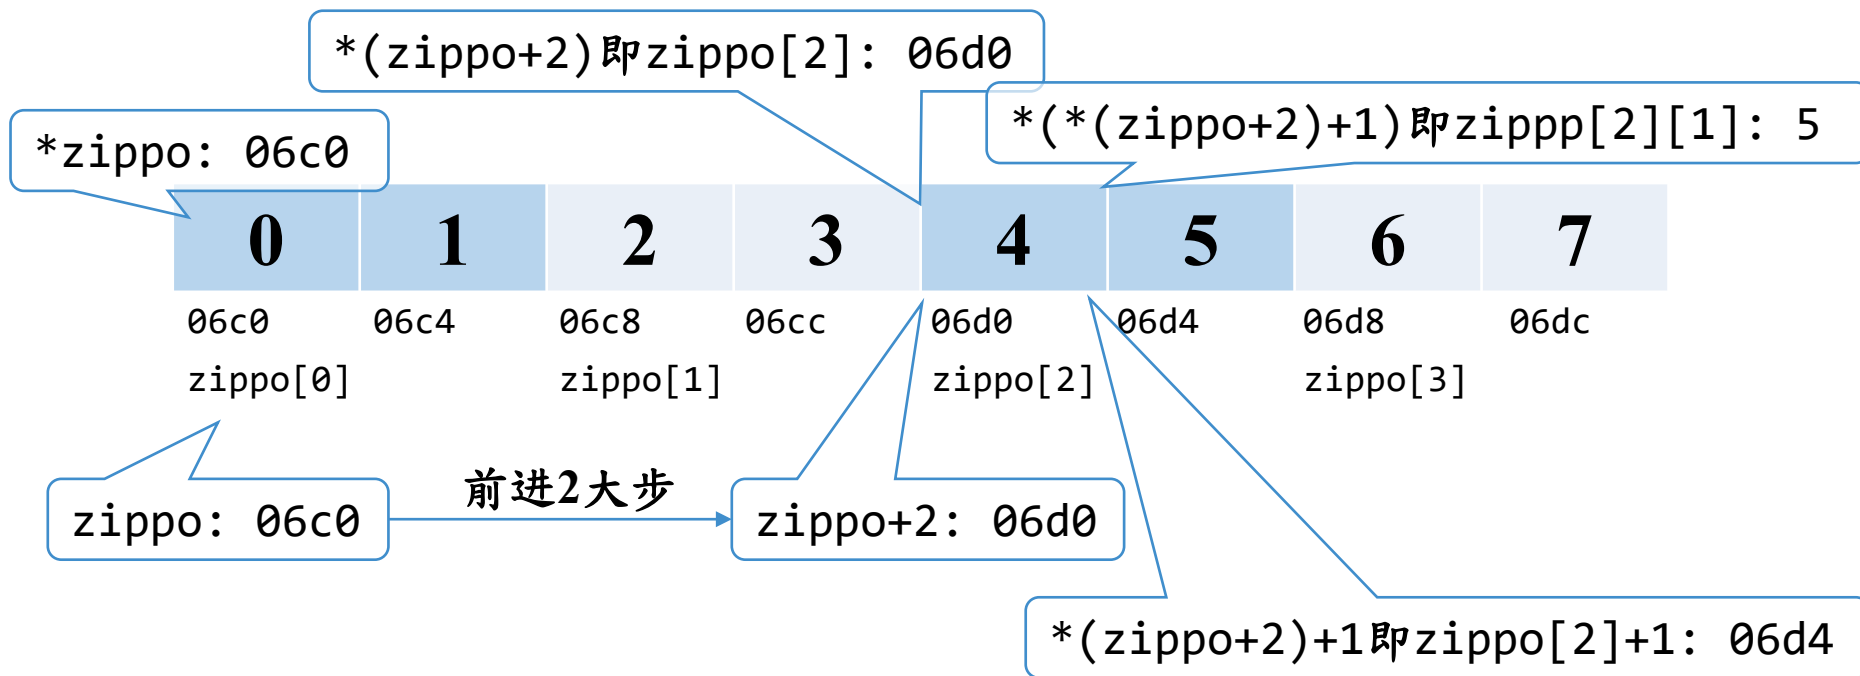 *(zippo+2)即zippo[2]: 06d0
*(*(zippo+2)+1)即zippp[2][1]: 5
*zippo: 06c0
0 1 2 3 4 5 6 7
06c0 06c4 06c8 06cc 06d0 06d4 06d8 06dc
zippo[0] zippo[1] zippo[2] zippo[3]
前进2大步
zippo: 06c0
zippo+2: 06d0
*(zippo+2)+1即zippo[2]+1: 06d4